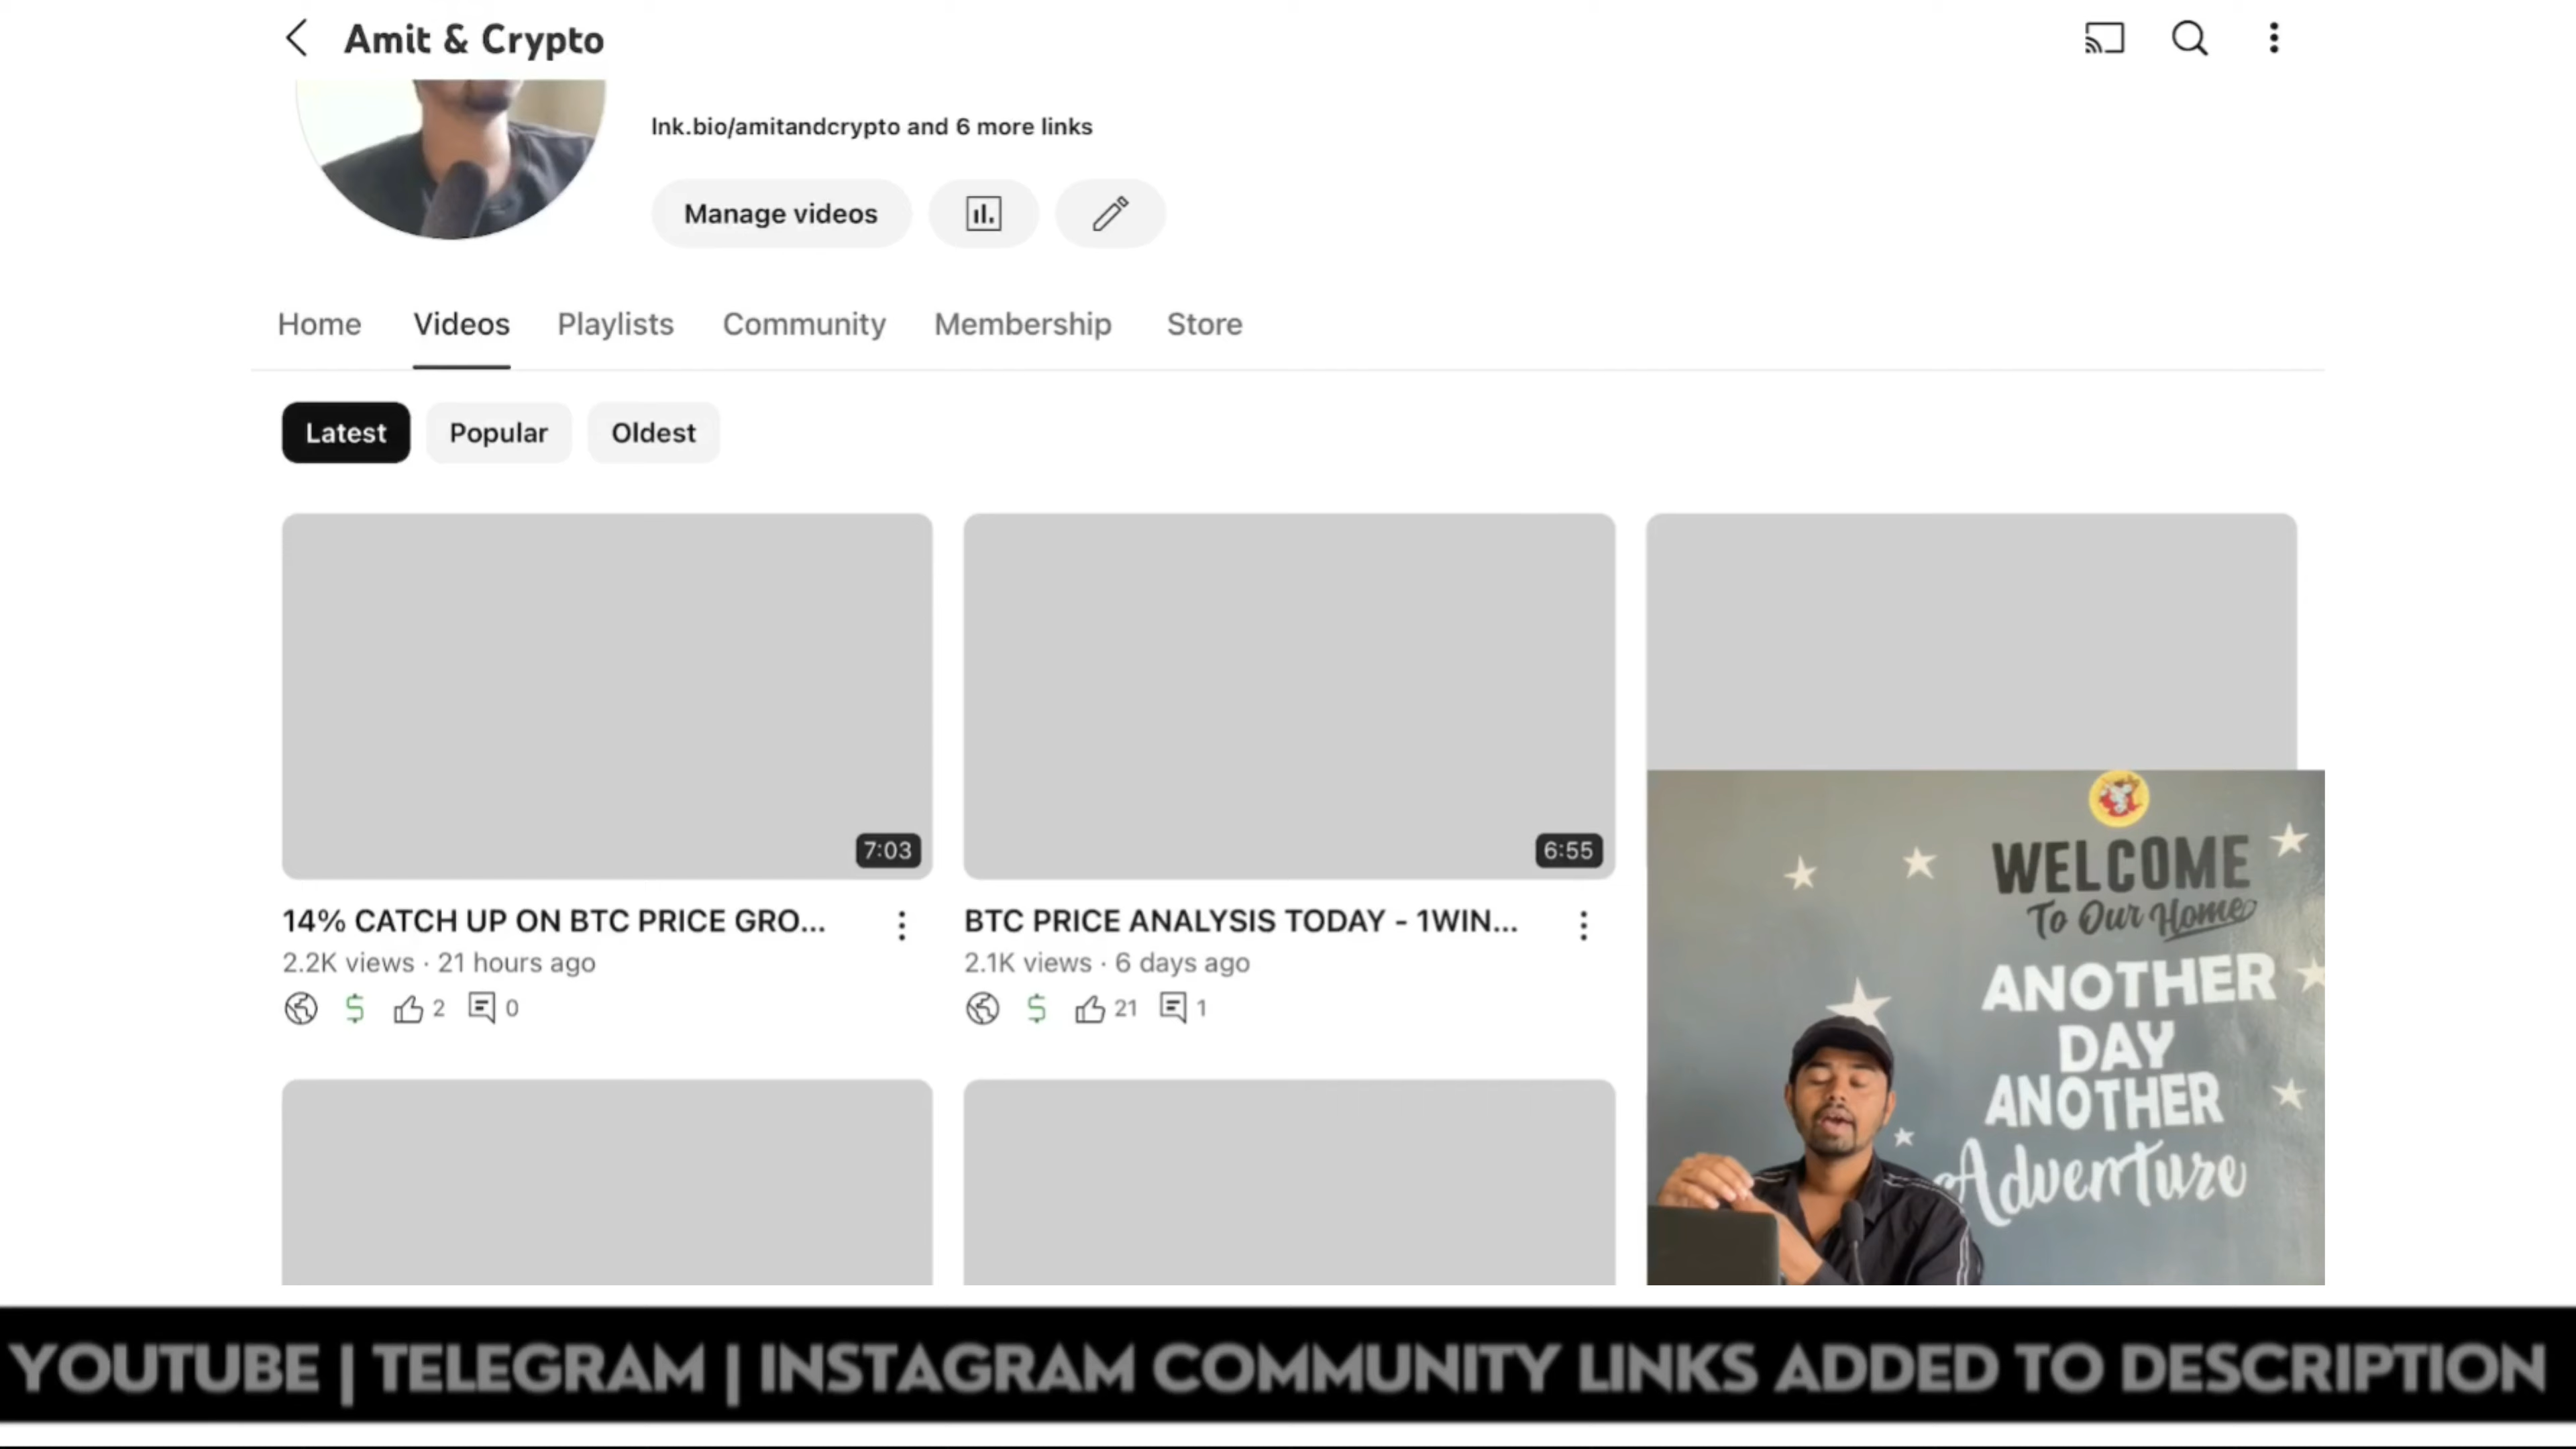 Amit & Crypto
lnk.bio/amitandcrypto and 6 more links
Manage videos
Home Videos Playlists Community Membership Store
Latest Popular Oldest
7:03
6:55
14% CATCH UP ON BTC PRICE GRO...
2.2K views · 21 hours ago
2 0
BTC PRICE ANALYSIS TODAY - 1WIN...
2.1K views · 6 days ago
21 1
WELCOME
To Our Home
ANOTHER
DAY
ANOTHER
Adventure
YOUTUBE | TELEGRAM | INSTAGRAM COMMUNITY LINKS ADDED TO DESCRIPTION